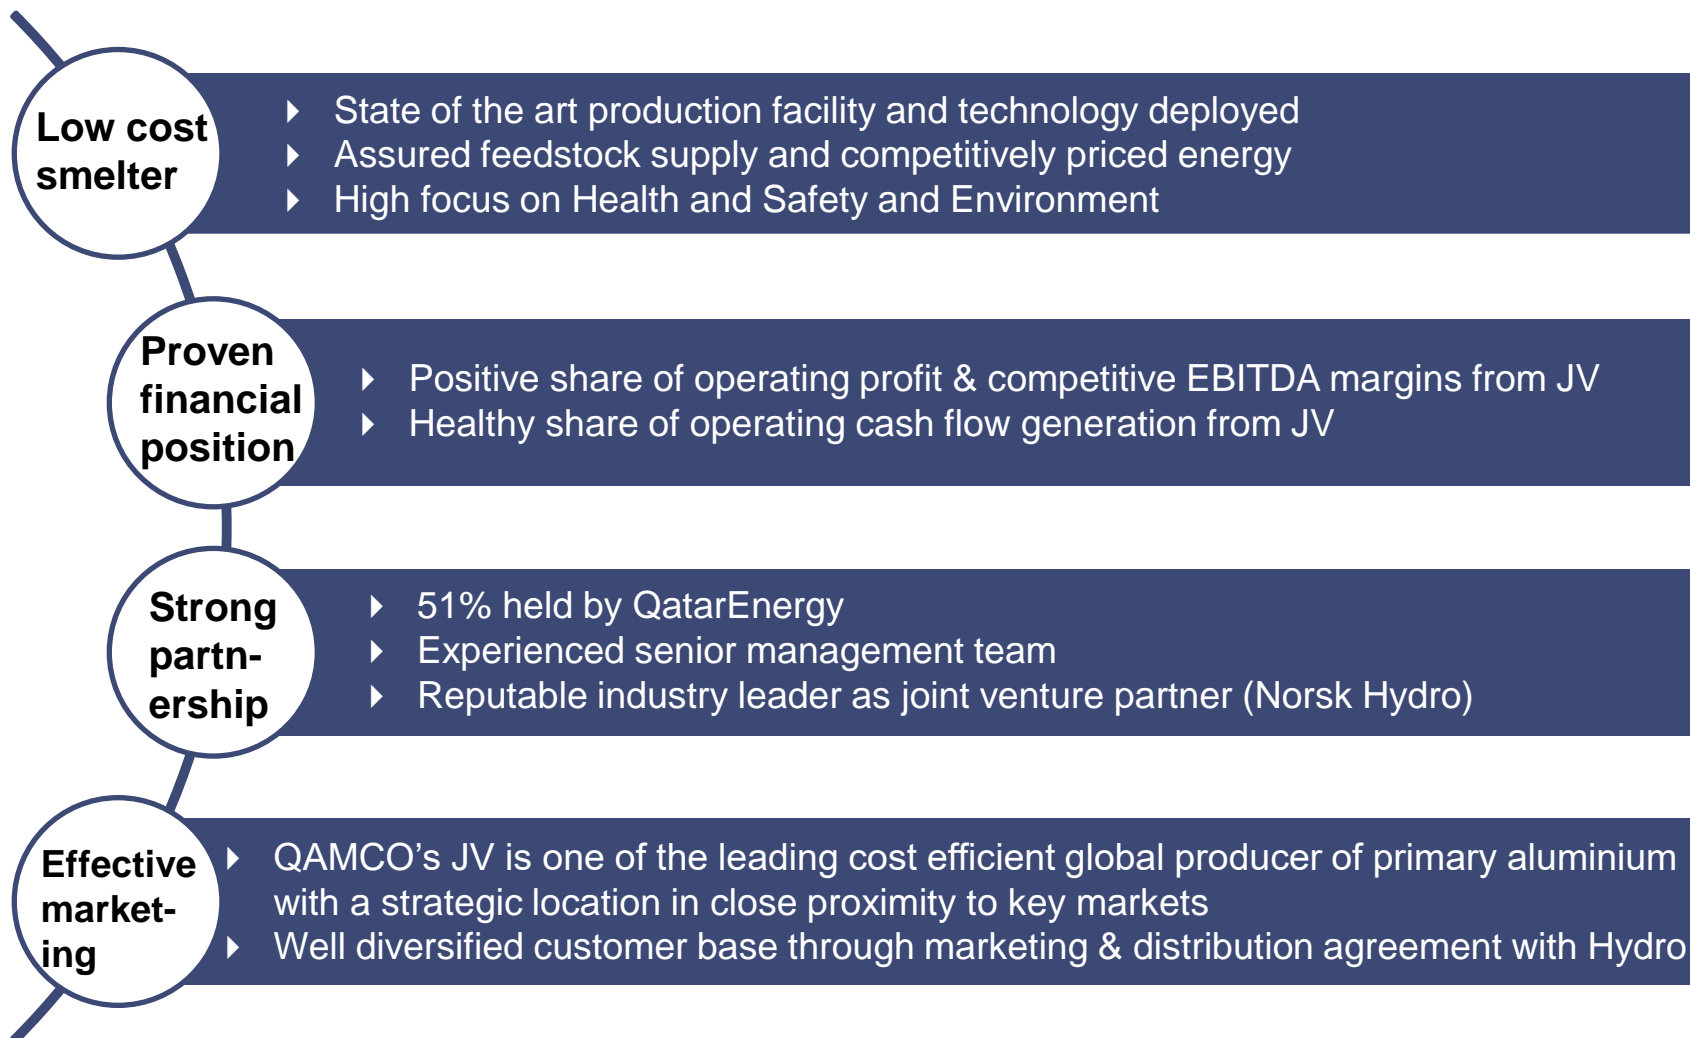 Low cost
smelter
State of the art production facility and technology deployed
Assured feedstock supply and competitively priced energy
High focus on Health and Safety and Environment
Proven
financial
position
Positive share of operating profit & competitive EBITDA margins from JV
Healthy share of operating cash flow generation from JV
Strong
partn-
ership
51% held by QatarEnergy
Experienced senior management team
Reputable industry leader as joint venture partner (Norsk Hydro)
Effective
market-
ing
QAMCO’s JV is one of the leading cost efficient global producer of primary aluminium
with a strategic location in close proximity to key markets
Well diversified customer base through marketing & distribution agreement with Hydro